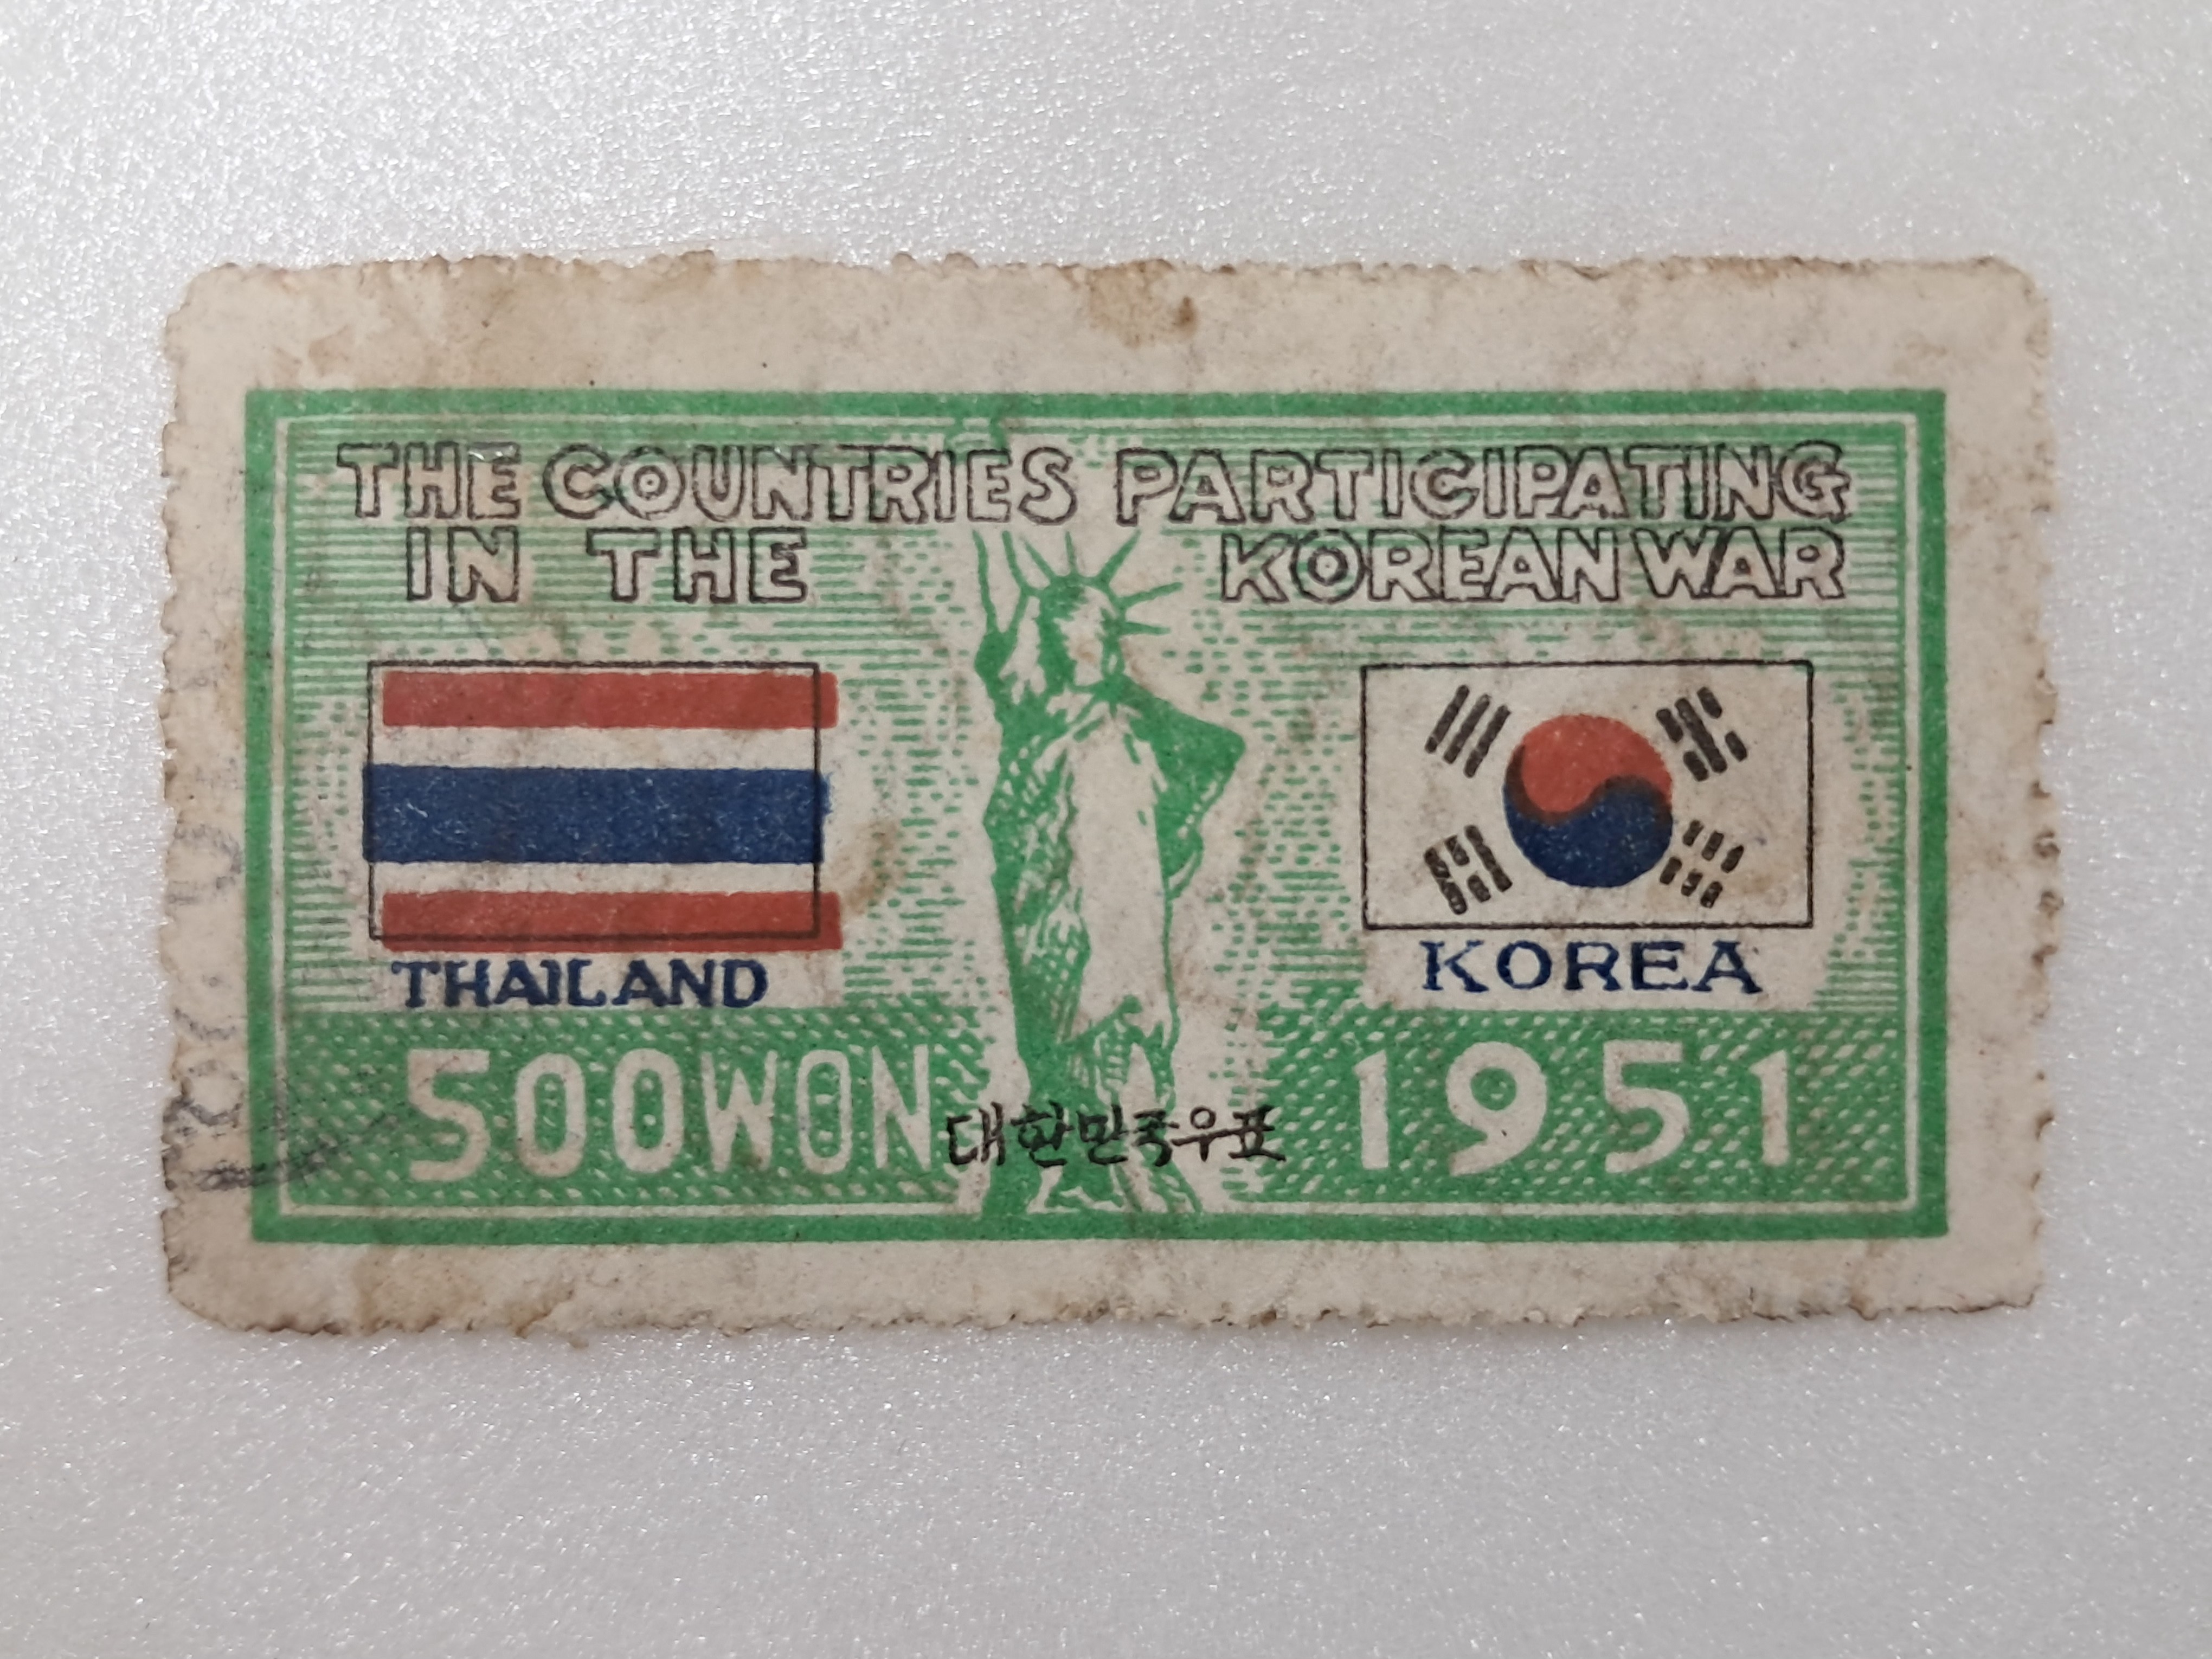 THE COUNTRIES PARTICIPATING
IN THE KOREAN WAR
THAILAND
KOREA
500WON
대한민국우표
1951